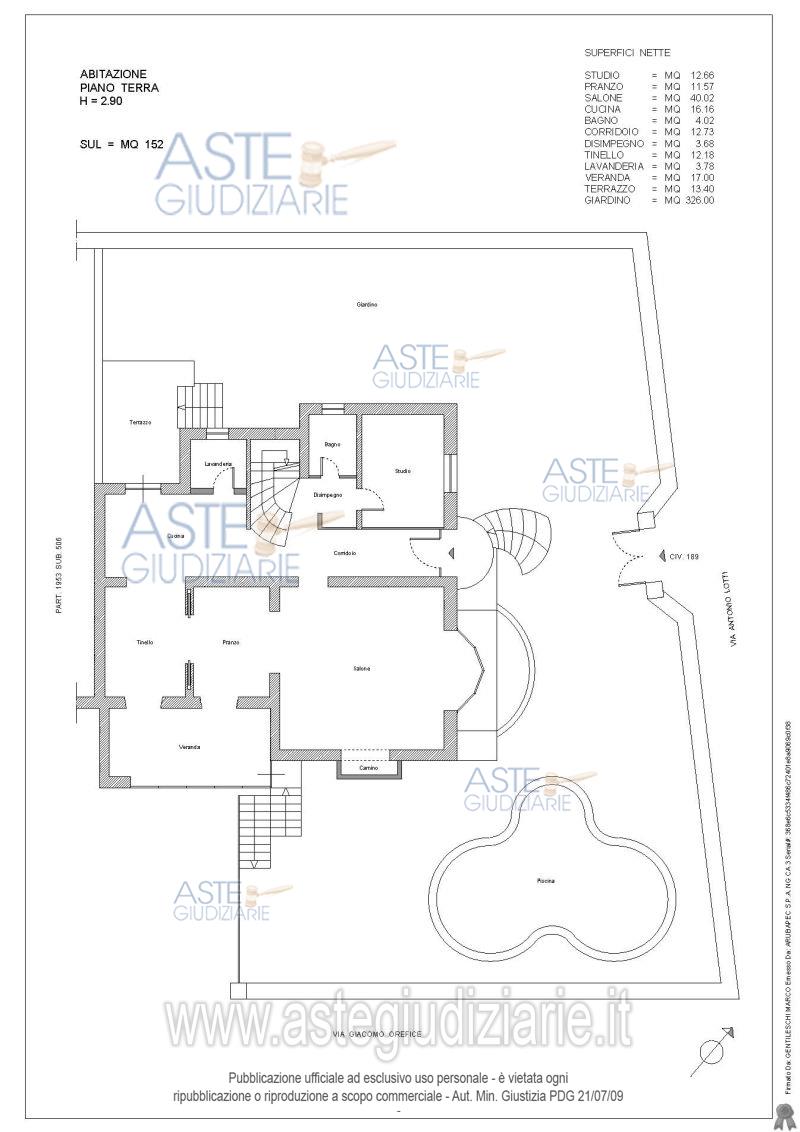 ABITAZIONE
PIANO TERRA
H = 2.90
SUL = MQ 152
SUPERFICI NETTE
STUDIO = MQ 12.66
PRANZO = MQ 11.57
SALONE = MQ 40.02
CUCINA = MQ 16.16
BAGNO = MQ 4.02
CORRIDOIO = MQ 12.73
DISIMPEGNO = MQ 3.68
TINELLO = MQ 12.18
LAVANDERIA = MQ 3.78
VERANDA = MQ 17.00
TERRAZZO = MQ 13.40
GIARDINO = MQ 326.00
ASTE
GIUDIZIARIE
Giardino
ASTE
GIUDIZIARIE
Terrazzo
Bagno
Lavanderia
Studio
ASTE
GIUDIZIARIE
Disimpegno
ASTE
GIUDIZIARIE
Cucina
Corridoio
CIV. 189
PART. 1953 SUB. 506
VIA ANTONIO LOTTI
Tinello
Pranzo
Salone
Veranda
Camino
ASTE
GIUDIZIARIE
Piscina
ASTE
GIUDIZIARIE
www.astegiudiziarie.it
VIA GIACOMO OREFICE
Pubblicazione ufficiale ad esclusivo uso personale - è vietata ogni
ripubblicazione o riproduzione a scopo commerciale - Aut. Min. Giustizia PDG 21/07/09
-
Firmato Da: GENTILESCHI MARCO Emesso Da: ARUBAPEC S.P.A. NG CA 3 Serial#: